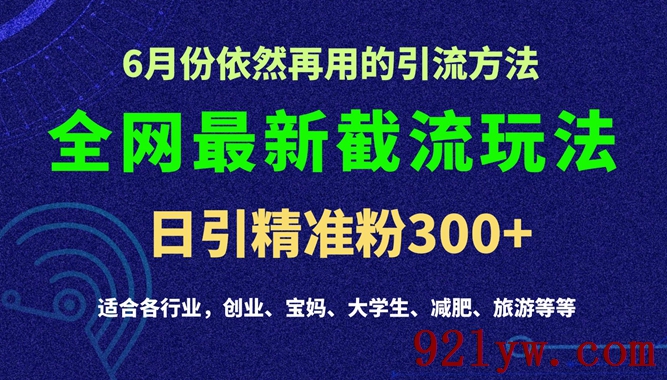 6月份依然再用的引流方法
全网最新截流玩法
日引精准粉300+
适合各行业，创业、宝妈、大学生、减肥、旅游等等
921yw.com